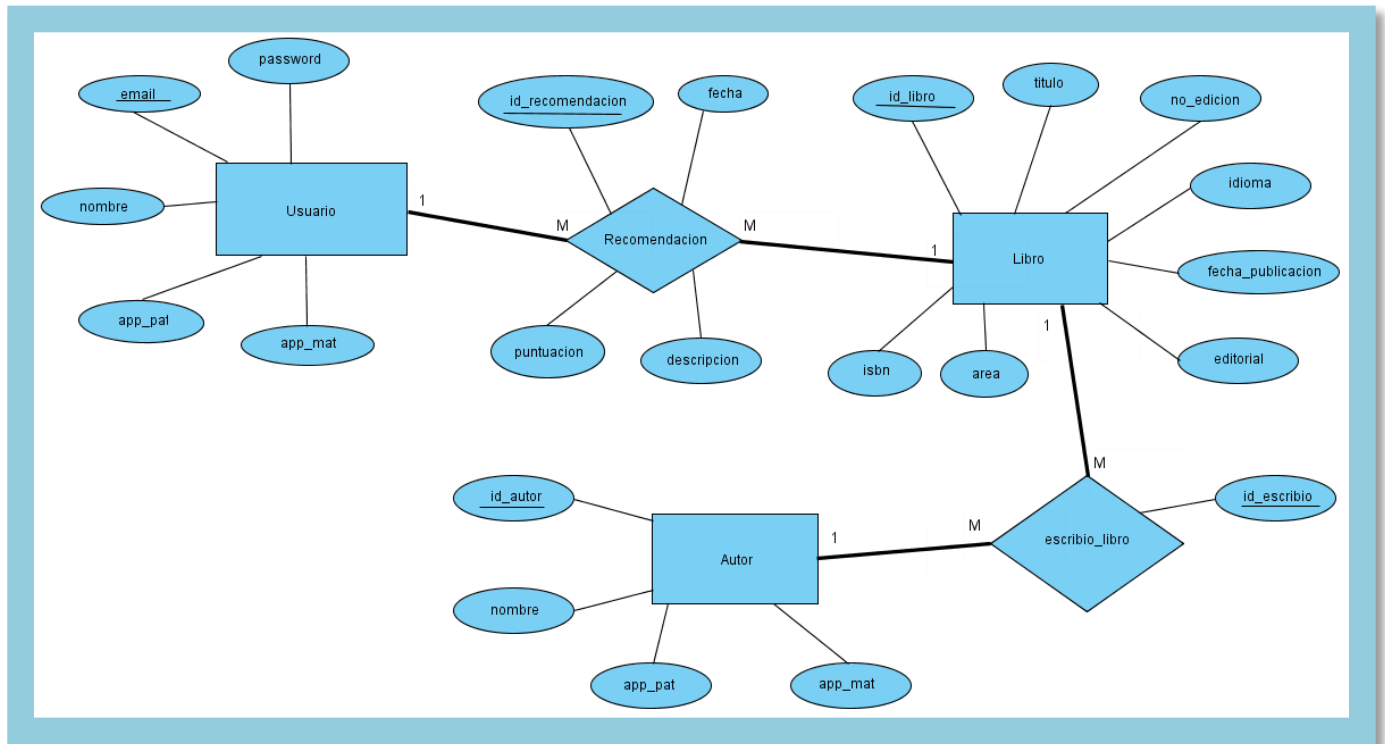 password
email
nombre
Usuario
app_pat
app_mat
1
M
id_recomendacion
fecha
Recomendacion
puntuacion
descripcion
M
1
id_libro
titulo
no_edicion
idioma
Libro
fecha_publicacion
editorial
isbn
area
1
M
id_escribio
escribio_libro
M
1
id_autor
Autor
nombre
app_pat
app_mat